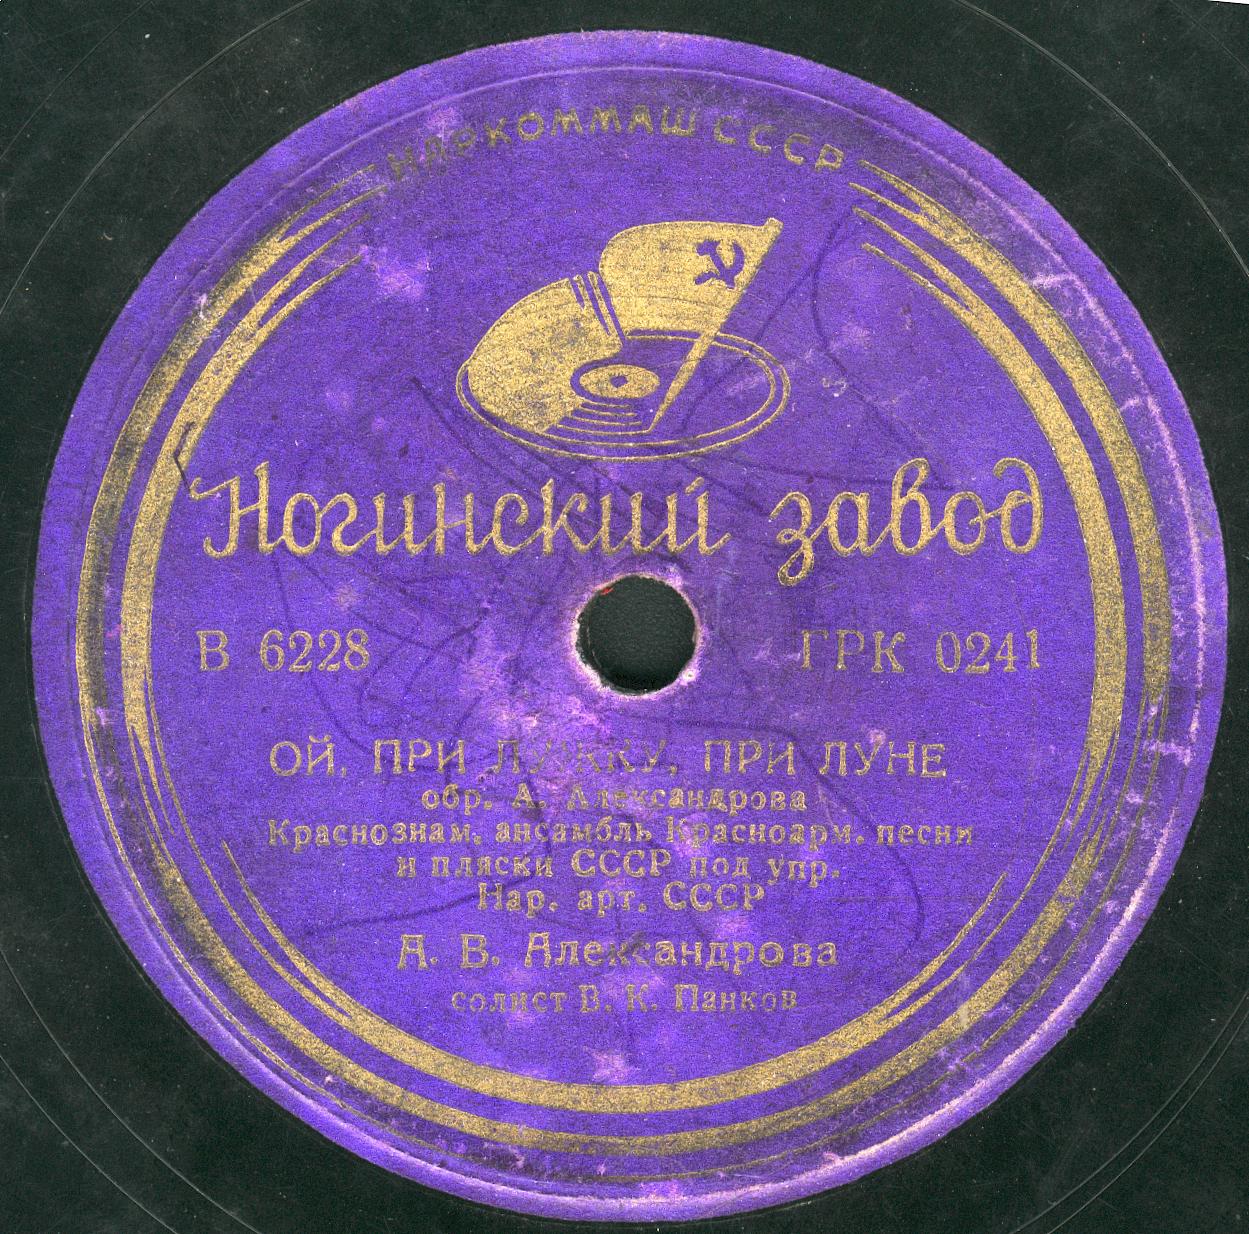 НАРКОММАШ СССР
Ногинский завод
В 6228 ГРК 0241
ОЙ, ПРИ ЛУЖКУ, ПРИ ЛУНЕ
обр. А. Александрова
Краснознам. ансамбль Красноарм. песни
и пляски СССР под упр.
Нар. арт. СССР
А. В. Александрова
солист В. К. Панков